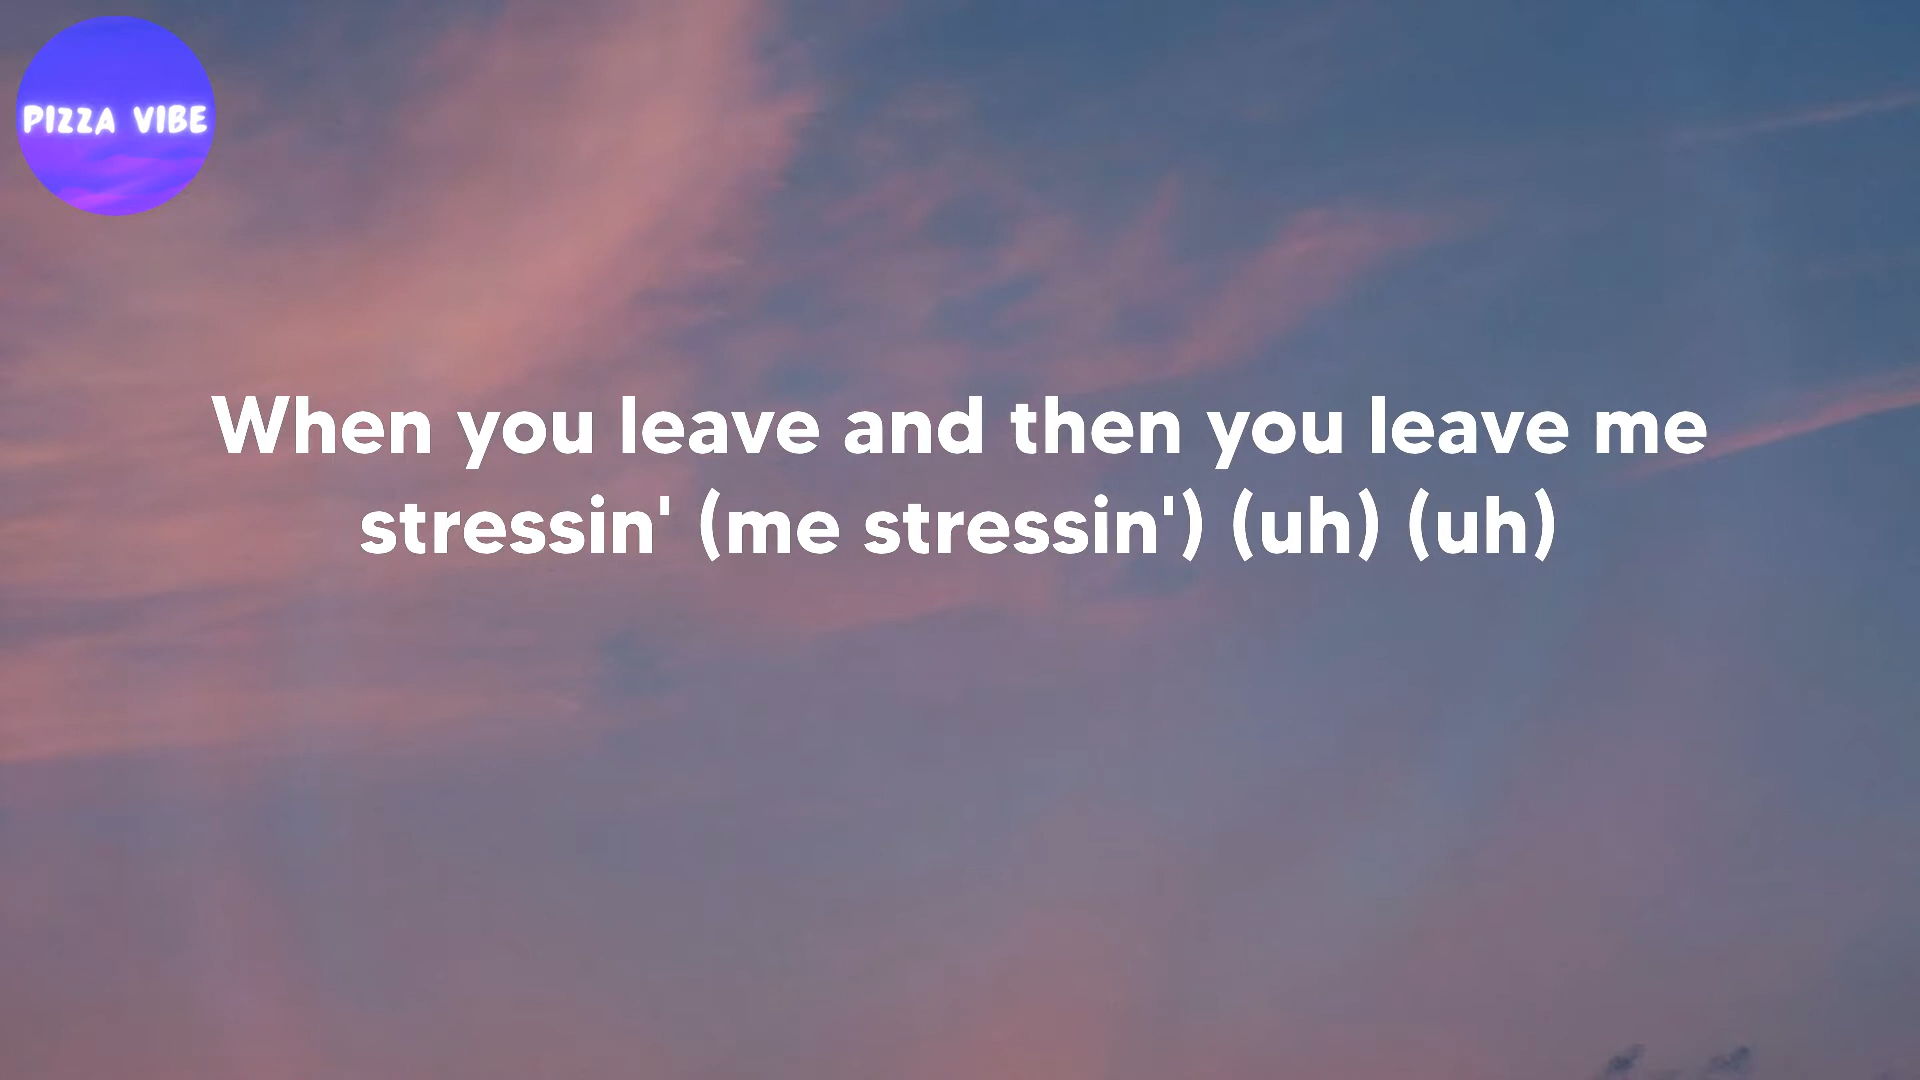 PIZZA VIBE
When you leave and then you leave me
stressin' (me stressin') (uh) (uh)